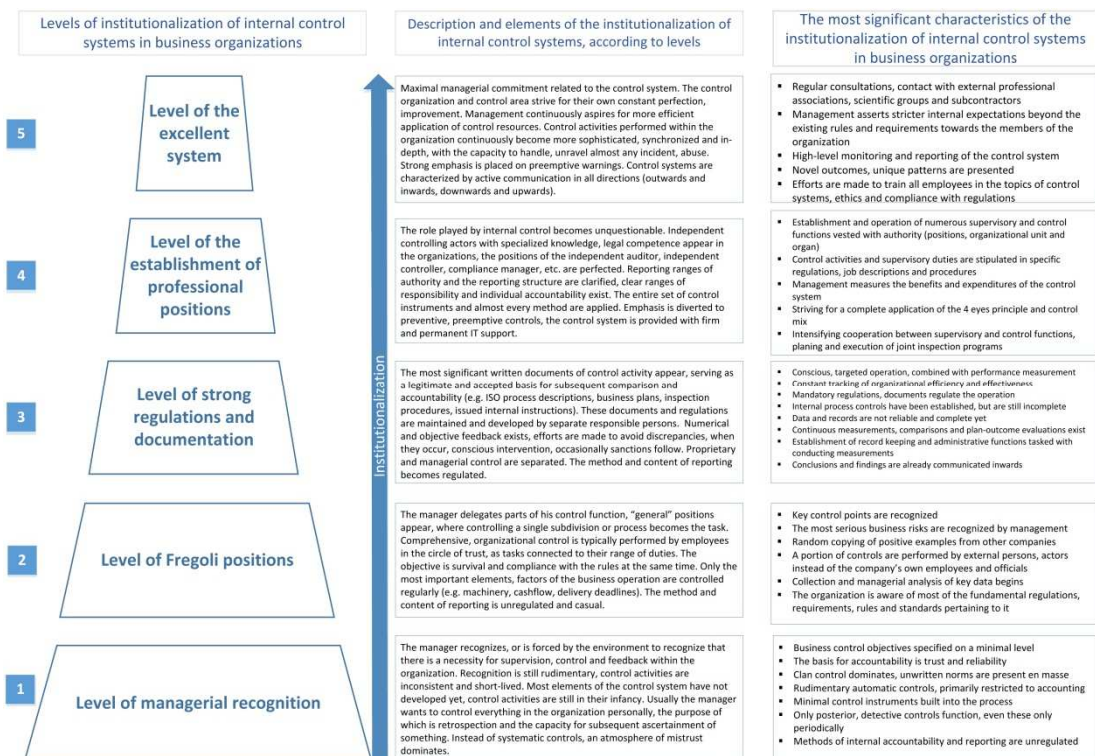 Levels of institutionalization of internal control
systems in business organizations
Description and elements of the institutionalization of
internal control systems, according to levels
The most significant characteristics of the
institutionalization of internal control systems
in business organizations
5
Level of the
excellent
system
Maximal managerial commitment related to the control system. The control
organization and control area strive for their own constant perfection,
improvement. Management continuously aspires for more efficient
application of control resources. Control activities performed within the
organization continuously become more sophisticated, synchronized and in-
depth, with the capacity to handle, unravel almost any incident, abuse.
Strong emphasis is placed on preemptive warnings. Control systems are
characterized by active communication in all directions (outwards and
inwards, downwards and upwards).
▪ Regular consultations, contact with external professional
associations, scientific groups and subcontractors
▪ Management asserts stricter internal expectations beyond the
existing rules and requirements towards the members of the
organization
▪ High-level monitoring and reporting of the control system
▪ Novel outcomes, unique patterns are presented
▪ Efforts are made to train all employees in the topics of control
systems, ethics and compliance with regulations
4
Level of the
establishment of
professional
positions
The role played by internal control becomes unquestionable. Independent
controlling actors with specialized knowledge, legal competence appear in
the organizations, the positions of the independent auditor, independent
controller, compliance manager, etc. are perfected. Reporting ranges of
authority and the reporting structure are clarified, clear ranges of
responsibility and individual accountability exist. The entire set of control
instruments and almost every method are applied. Emphasis is diverted to
preventive, preemptive controls, the control system is provided with firm
and permanent IT support.
▪ Establishment and operation of numerous supervisory and control
functions vested with authority (positions, organizational unit and
organ)
▪ Control activities and supervisory duties are stipulated in specific
regulations, job descriptions and procedures
▪ Management measures the benefits and expenditures of the control
system
▪ Striving for a complete application of the 4 eyes principle and control
mix
▪ Intensifying cooperation between supervisory and control functions,
planing and execution of joint inspection programs
Institutionalization
3
Level of strong
regulations and
documentation
The most significant written documents of control activity appear, serving as
a legitimate and accepted basis for subsequent comparison and
accountability (e.g. ISO process descriptions, business plans, inspection
procedures, issued internal instructions). These documents and regulations
are maintained and developed by separate responsible persons. Numerical
and objective feedback exists, efforts are made to avoid discrepancies, when
they occur, conscious intervention, occasionally sanctions follow. Proprietary
and managerial control are separated. The method and content of reporting
becomes regulated.
▪ Conscious, targeted operation, combined with performance measurement
▪ Constant tracking of organizational efficiency and effectiveness
▪ Mandatory regulations, documents regulate the operation
▪ Internal process controls have been established, but are still incomplete
▪ Data and records are not reliable and complete yet
▪ Continuous measurements, comparisons and plan-outcome evaluations exist
▪ Establishment of record keeping and administrative functions tasked with
conducting measurements
▪ Conclusions and findings are already communicated inwards
2
Level of Fregoli positions
The manager delegates parts of his control function, “general” positions
appear, where controlling a single subdivision or process becomes the task.
Comprehensive, organizational control is typically performed by employees
in the circle of trust, as tasks connected to their range of duties. The
objective is survival and compliance with the rules at the same time. Only the
most important elements, factors of the business operation are controlled
regularly (e.g. machinery, cashflow, delivery deadlines). The method and
content of reporting is unregulated and casual.
▪ Key control points are recognized
▪ The most serious business risks are recognized by management
▪ Random copying of positive examples from other companies
▪ A portion of controls are performed by external persons, actors
instead of the company’s own employees and officials
▪ Collection and managerial analysis of key data begins
▪ The organization is aware of most of the fundamental regulations,
requirements, rules and standards pertaining to it
1
Level of managerial recognition
The manager recognizes, or is forced by the environment to recognize that
there is a necessity for supervision, control and feedback within the
organization. Recognition is still rudimentary, control activities are
inconsistent and short-lived. Most elements of the control system have not
developed yet, control activities are still in their infancy. Usually the manager
wants to control everything in the organization personally, the purpose of
which is retrospection and the capacity for subsequent ascertainment of
something. Instead of systematic controls, an atmosphere of mistrust
dominates.
▪ Business control objectives specified on a minimal level
▪ The basis for accountability is trust and reliability
▪ Clan control dominates, unwritten norms are present en masse
▪ Rudimentary automatic controls, primarily restricted to accounting
▪ Minimal control instruments built into the process
▪ Only posterior, detective controls function, even these only
periodically
▪ Methods of internal accountability and reporting are unregulated